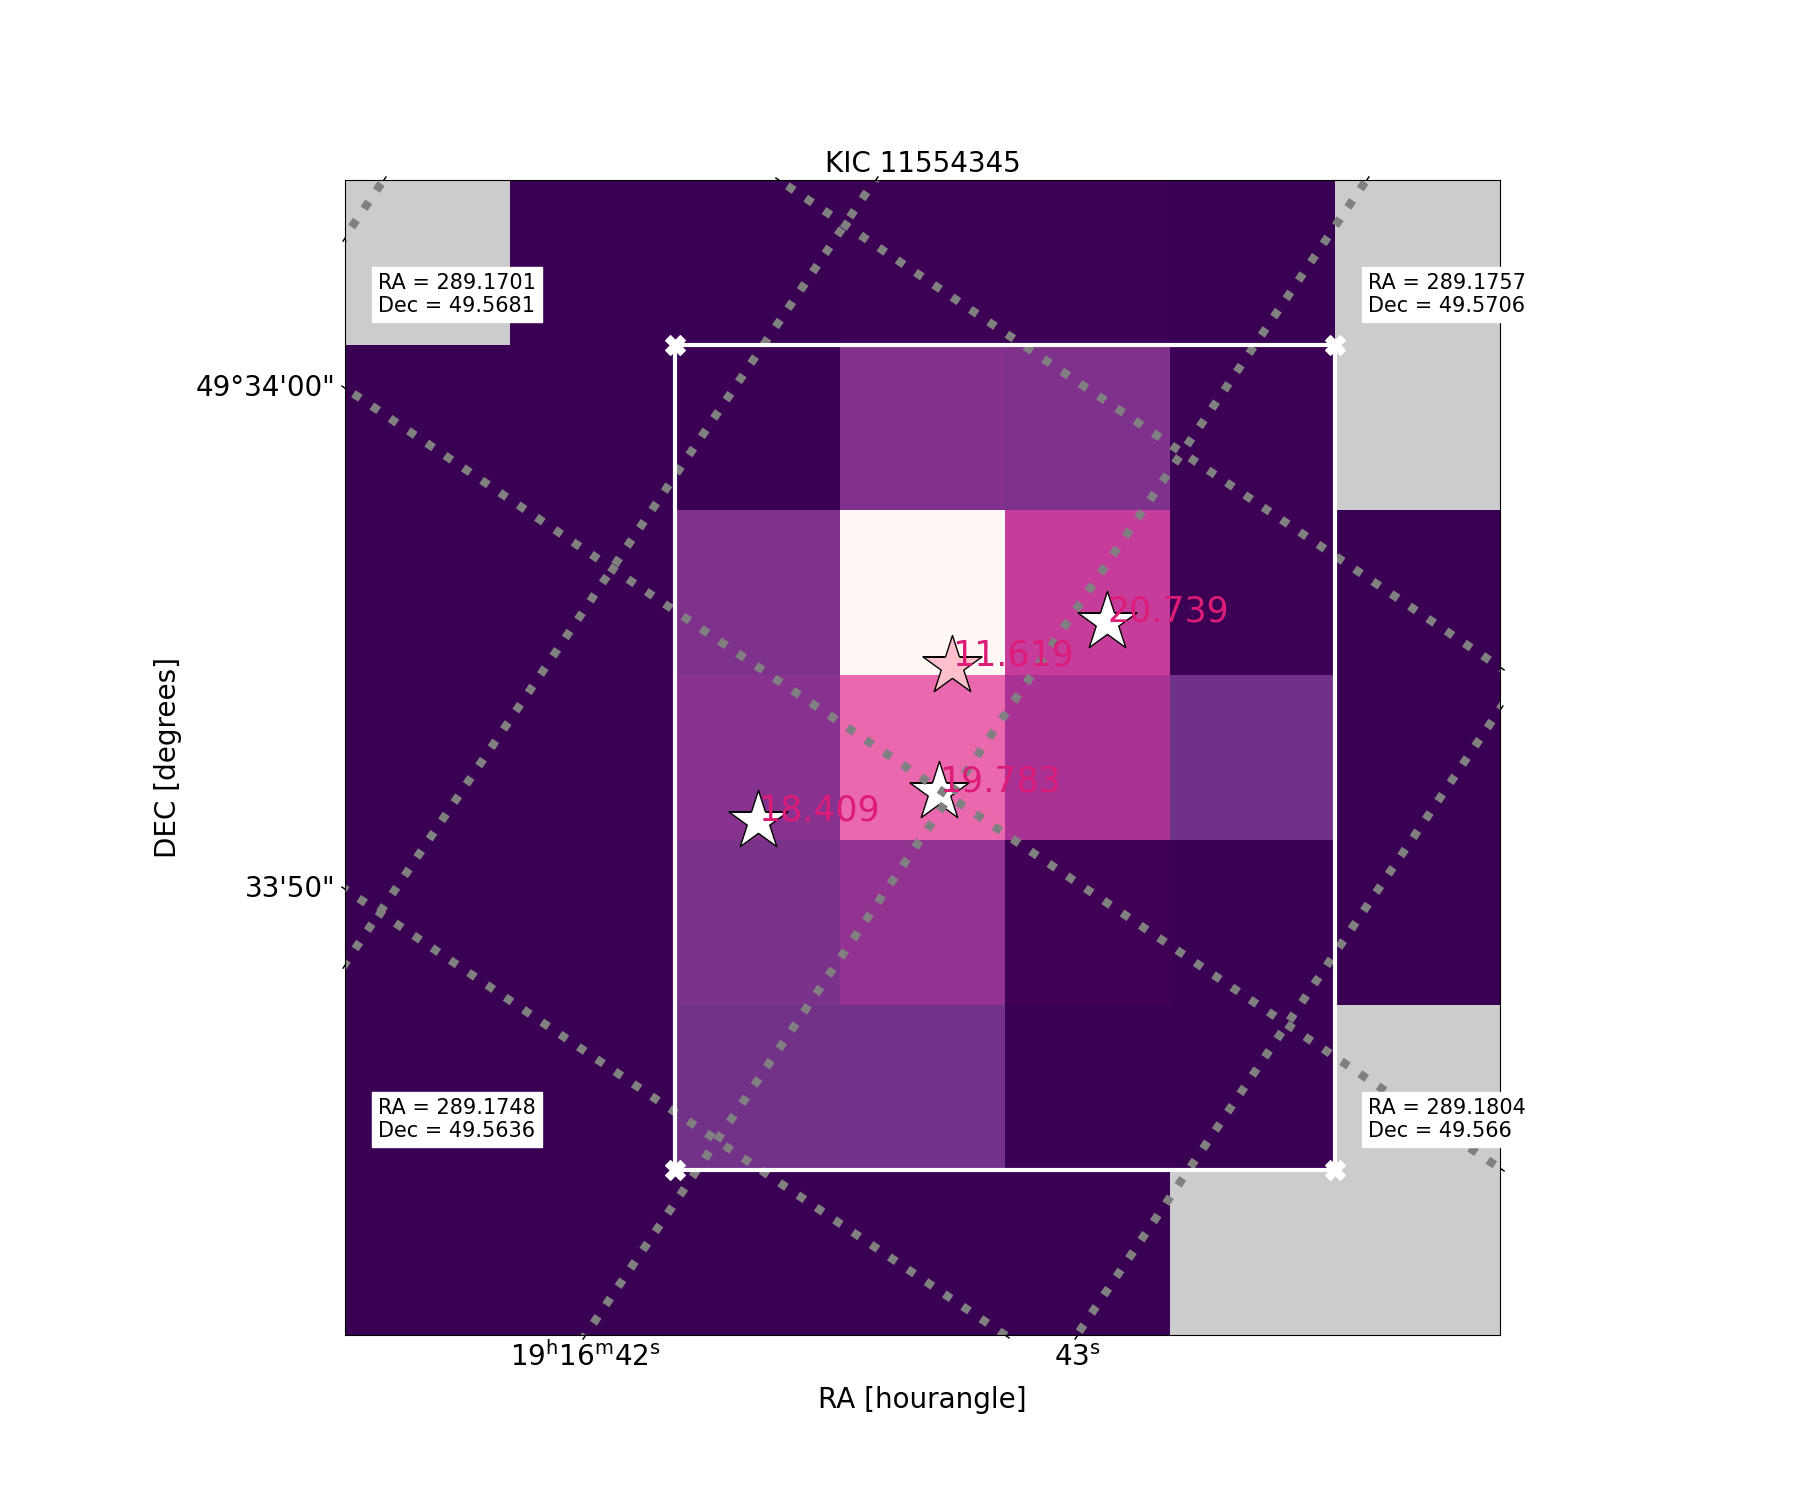 KIC 11554345
RA = 289.1701
Dec = 49.5681
RA = 289.1757
Dec = 49.5706
49°34'00"
20.739
11.619
19.783
18.409
DEC [degrees]
33'50"
RA = 289.1748
Dec = 49.5636
RA = 289.1804
Dec = 49.566
19h16m42s
43s
RA [hourangle]